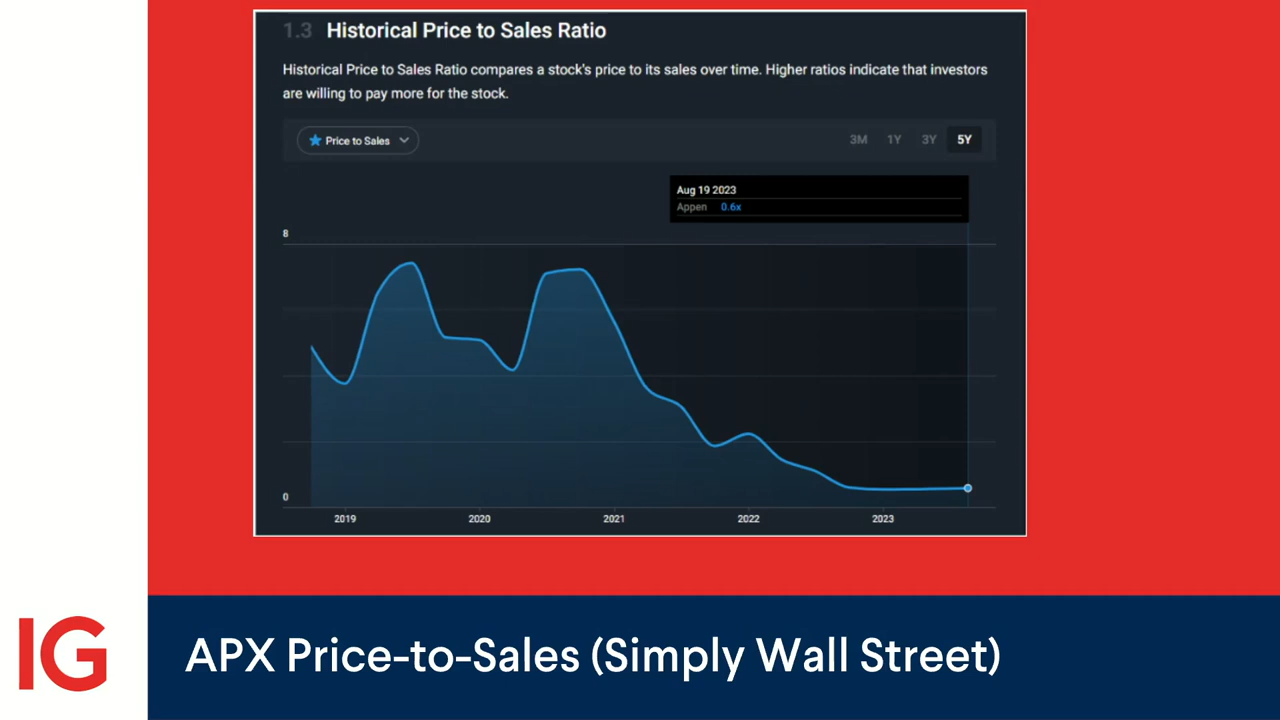 1.3 Historical Price to Sales Ratio
Historical Price to Sales Ratio compares a stock's price to its sales over time. Higher ratios indicate that investors
are willing to pay more for the stock.
Price to Sales
3M 1Y 3Y 5Y
Aug 19 2023
Appen 0.6x
8
0
2019 2020 2021 2022 2023
IG
APX Price-to-Sales (Simply Wall Street)